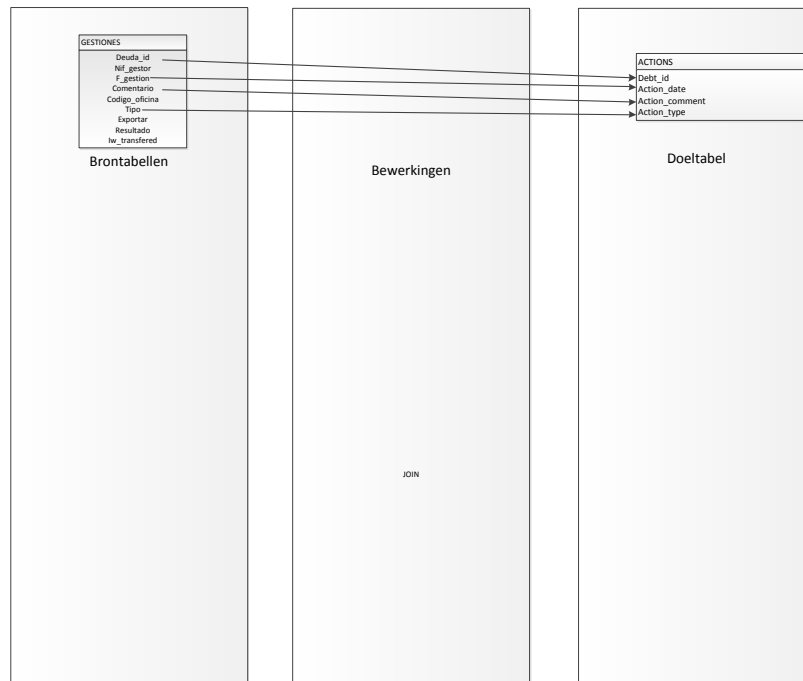 GESTIONES
Deuda_id
Nif_gestor
F_gestion
Comentario
Codigo_oficina
Tipo
Exportar
Resultado
Iw_transfered
Brontabellen
Bewerkingen
JOIN
ACTIONS
Debt_id
Action_date
Action_comment
Action_type
Doeltabel